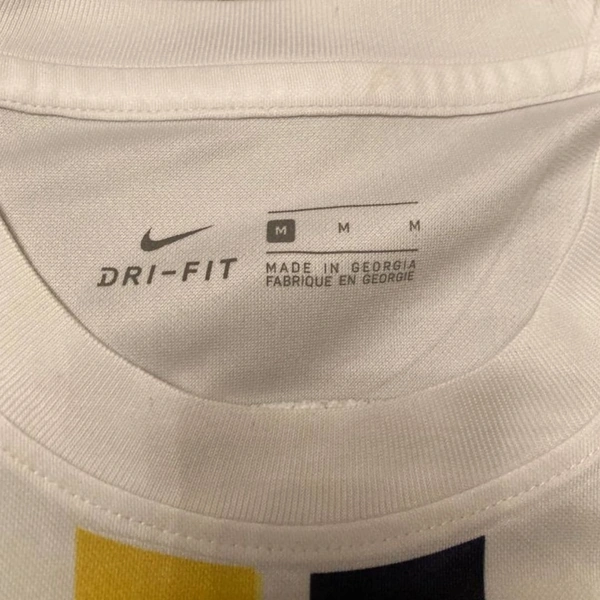 DRI-FIT
M M M
MADE IN GEORGIA
FABRIQUE EN GEORGIE